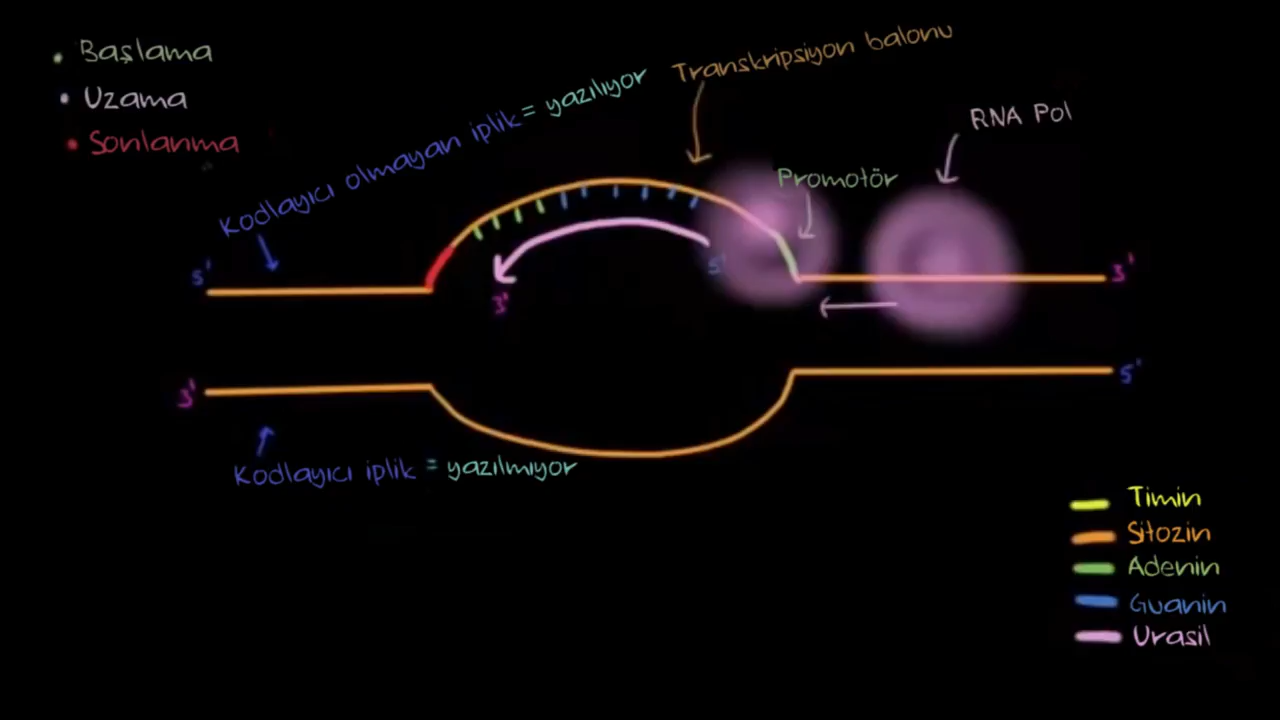 • Başlama
• Uzama
• Sonlanma
Kodlayıcı olmayan iplik = yazılıyor
Transkripsiyon balonu
RNA Pol
Promotör
5'
3'
5'
3'
3'
5'
Kodlayıcı iplik = yazılmıyor
Timin
Sitozin
Adenin
Guanin
Urasil